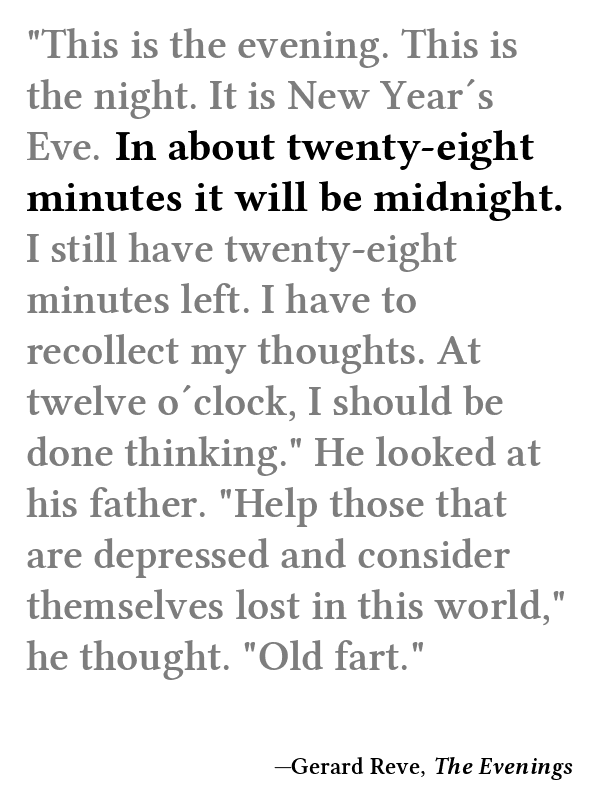 "This is the evening. This is
the night. It is New Year´s
Eve. In about twenty-eight
minutes it will be midnight.
I still have twenty-eight
minutes left. I have to
recollect my thoughts. At
twelve o´clock, I should be
done thinking." He looked at
his father. "Help those that
are depressed and consider
themselves lost in this world,"
he thought. "Old fart."
—Gerard Reve, The Evenings